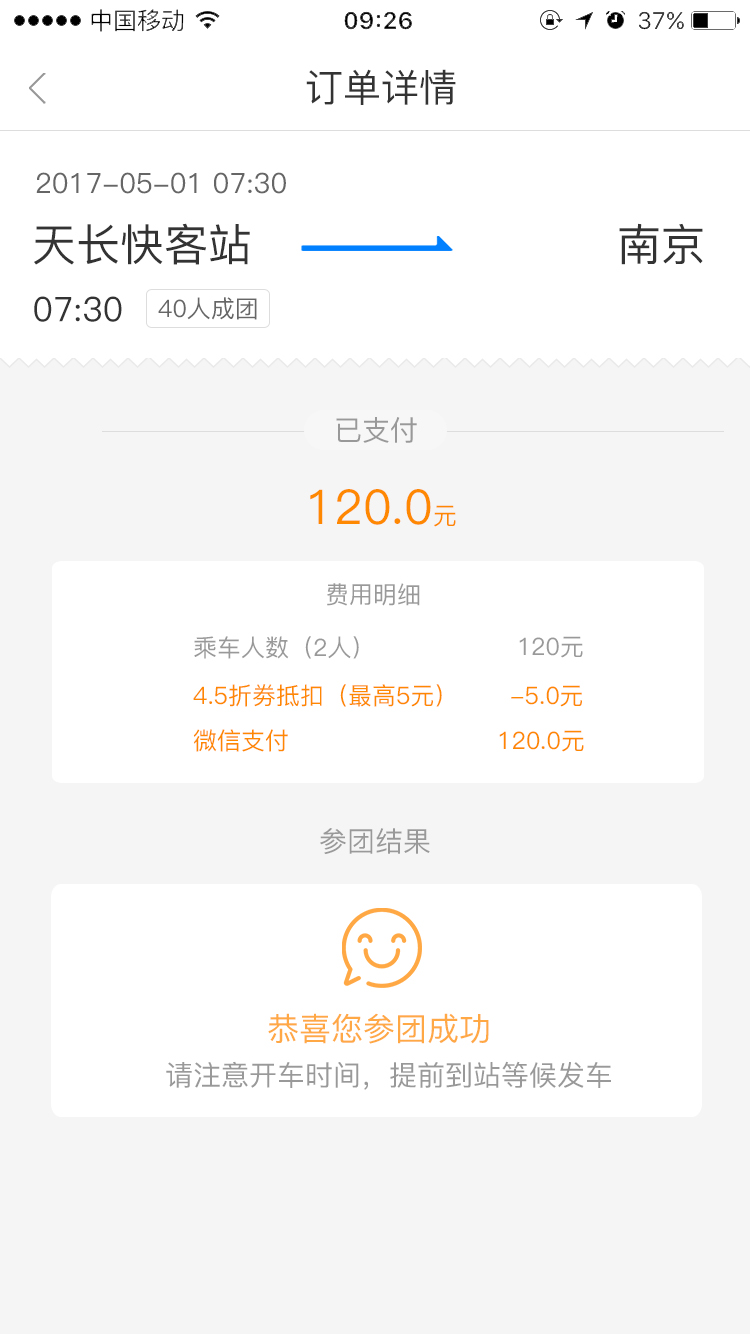 中国移动 09:26 37%
订单详情
2017-05-01 07:30
天长快客站 南京
07:30 40人成团
已支付
120.0元
费用明细
乘车人数（2人） 120元
4.5折券抵扣（最高5元） -5.0元
微信支付 120.0元
参团结果
恭喜您参团成功
请注意开车时间，提前到站等候发车